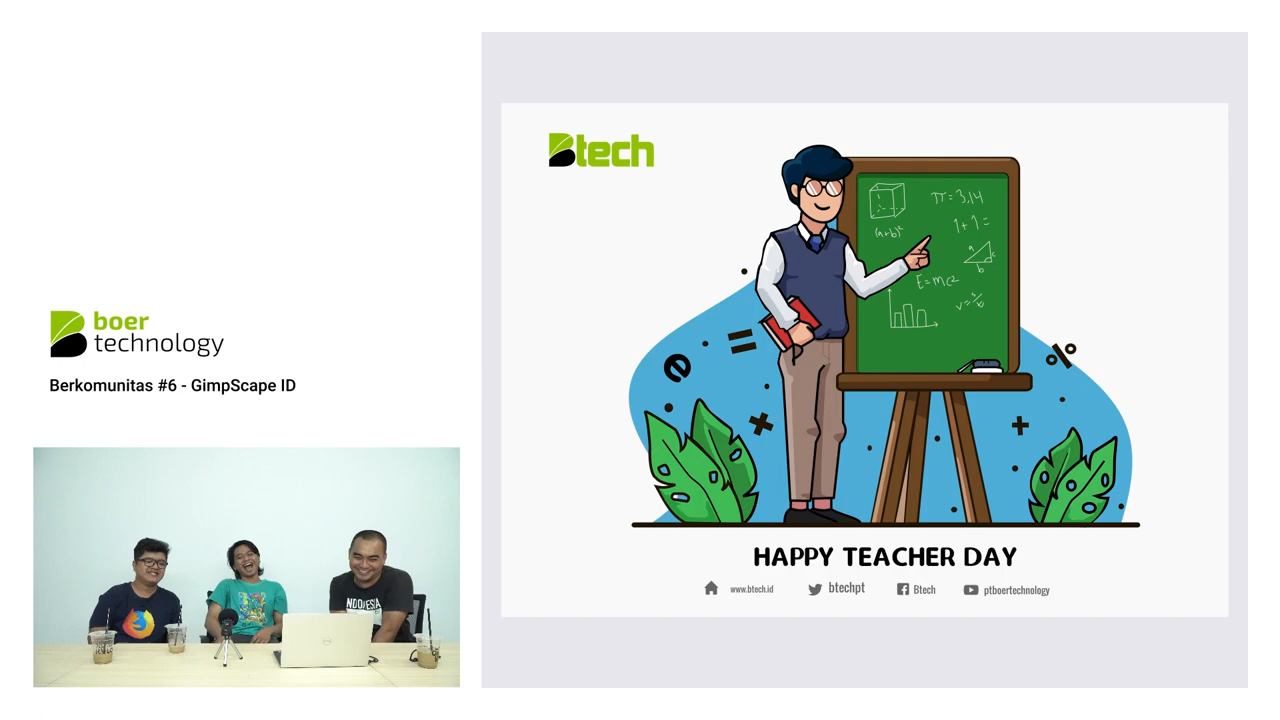 boer
technology
Berkomunitas #6 - GimpScape ID
INDONESIA
Btech
π = 3,14
1 + 1 =
(a+b)²
a
c
b
E = mc2
e
=
%
+
HAPPY TEACHER DAY
www.btech.id
btechpt
Btech
ptboertechnology